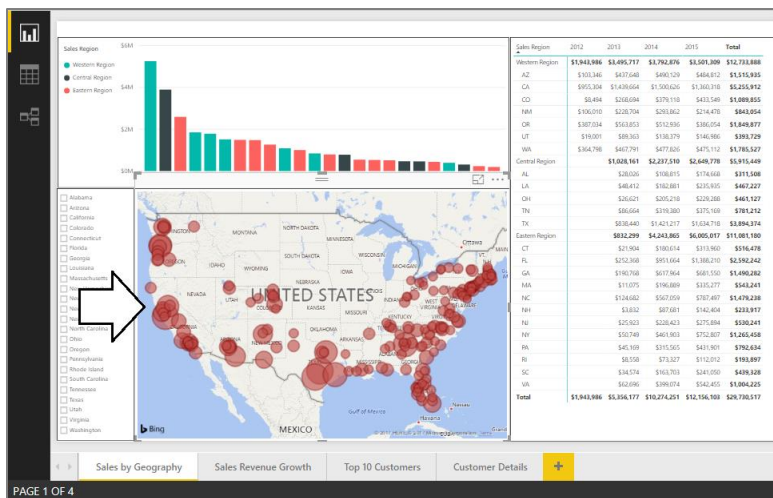 Sales Region
Western Region
Central Region
Eastern Region
$6M
$4M
$2M
$0M
Alabama
Arizona
California
Colorado
Connecticut
Florida
Georgia
Louisiana
Massachusetts
North Carolina
Ohio
Oregon
Pennsylvania
Rhode Island
South Carolina
Tennessee
Texas
Utah
Virginia
Washington
MONTANA
NORTH DAKOTA
MINNESOTA
Ottawa
SOUTH DAKOTA
WISCONSIN
MICHIGAN
IDAHO
WYOMING
IOWA
NEBRASKA
NEVADA
UTAH
UNITED STATES
KANSAS
MISSOURI
WEST
VIRGINIA
KENTUCKY
OKLAHOMA
ARKANSAS
Gulf of Mexico
Nassau
Havana
MEXICO
Bing
Sales Region 2012 2013 2014 2015 Total
Western Region $1,943,986 $3,495,717 $3,792,876 $3,501,309 $12,733,888
AZ $103,346 $437,648 $490,129 $484,812 $1,515,935
CA $955,304 $1,439,664 $1,500,626 $1,360,318 $5,255,912
CO $8,494 $268,694 $379,118 $433,549 $1,089,855
NM $106,010 $228,704 $293,862 $214,478 $843,054
OR $387,034 $563,853 $512,936 $386,054 $1,849,877
UT $19,001 $89,363 $138,379 $146,986 $393,729
WA $364,798 $467,791 $477,826 $475,112 $1,785,527
Central Region $1,028,161 $2,237,510 $2,649,778 $5,915,449
AL $28,026 $108,815 $174,668 $311,508
LA $48,412 $182,881 $235,935 $467,227
OH $26,621 $205,218 $229,288 $461,127
TN $86,664 $319,380 $375,169 $781,212
TX $838,440 $1,421,217 $1,634,718 $3,894,374
Eastern Region $832,299 $4,243,865 $6,005,017 $11,081,180
CT $21,904 $180,614 $313,960 $516,478
FL $252,368 $951,664 $1,388,210 $2,592,242
GA $190,768 $617,964 $681,550 $1,490,282
MA $11,075 $196,889 $335,277 $543,241
NC $124,682 $567,059 $787,497 $1,479,238
NH $3,832 $87,681 $142,404 $233,917
NJ $25,923 $228,423 $275,894 $530,241
NY $50,749 $461,903 $752,807 $1,265,458
PA $45,169 $315,565 $431,901 $792,634
RI $8,558 $73,327 $112,012 $193,897
SC $34,574 $163,703 $241,050 $439,328
VA $62,696 $399,074 $542,455 $1,004,225
Total $1,943,986 $5,356,177 $10,274,251 $12,156,103 $29,730,517
Sales by Geography
Sales Revenue Growth
Top 10 Customers
Customer Details
+
PAGE 1 OF 4